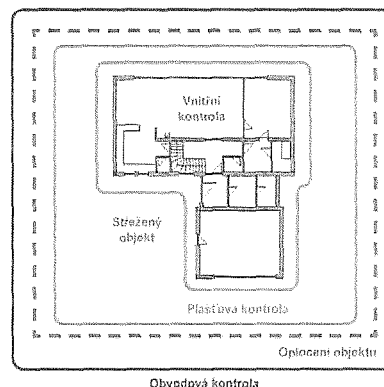 Vnitřní
kontrola
Střežený
objekt
Plášťová kontrola
Oplocení objektu
Obvodová kontrola